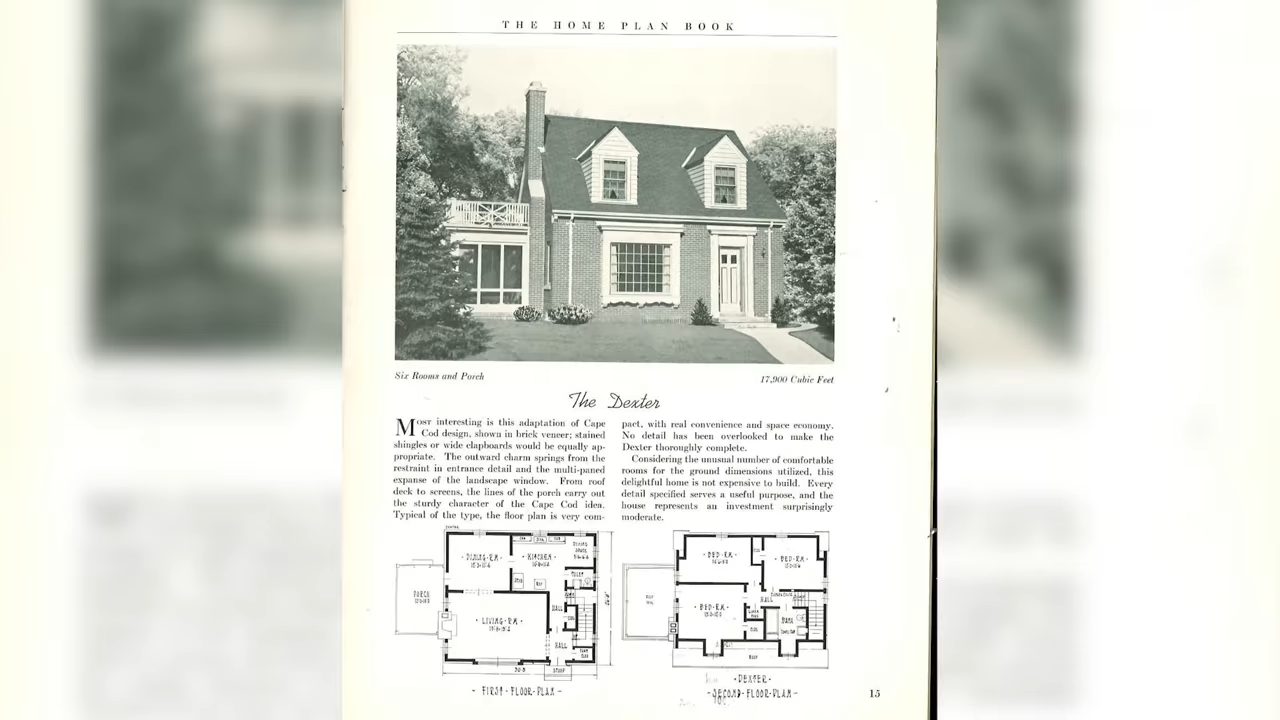 THE HOME PLAN BOOK
Six Rooms and Porch
17,900 Cubic Feet
The Dexter
Most interesting is this adaptation of Cape
Cod design, shown in brick veneer; stained
shingles or wide clapboards would be equally ap-
propriate. The outward charm springs from the
restraint in entrance detail and the multi-paned
expanse of the landscape window. From roof
deck to screens, the lines of the porch carry out
the sturdy character of the Cape Cod idea.
Typical of the type, the floor plan is very com-
pact, with real convenience and space economy.
No detail has been overlooked to make the
Dexter thoroughly complete.
Considering the unusual number of comfortable
rooms for the ground dimensions utilized, this
delightful home is not expensive to build. Every
detail specified serves a useful purpose, and the
house represents an investment surprisingly
moderate.
DINING-RM
KITCHEN
DINING
SPACE
PORCH
LIVING-RM
HALL
HALL
STOOP
-FIRST-FLOOR-PLAN-
BED-RM
BED-RM
BED-RM
HALL
BATH
ROOF
-DEXTER-
-SECOND-FLOOR-PLAN-
15